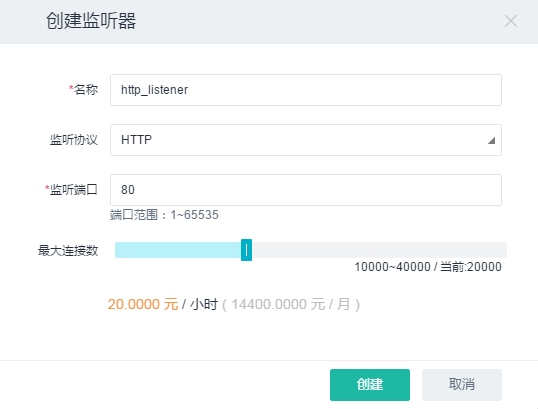 创建监听器
*名称 http_listener
监听协议 HTTP
*监听端口 80
端口范围：1~65535
最大连接数
10000~40000 / 当前:20000
20.0000 元 / 小时 ( 14400.0000 元 / 月 )
创建 取消